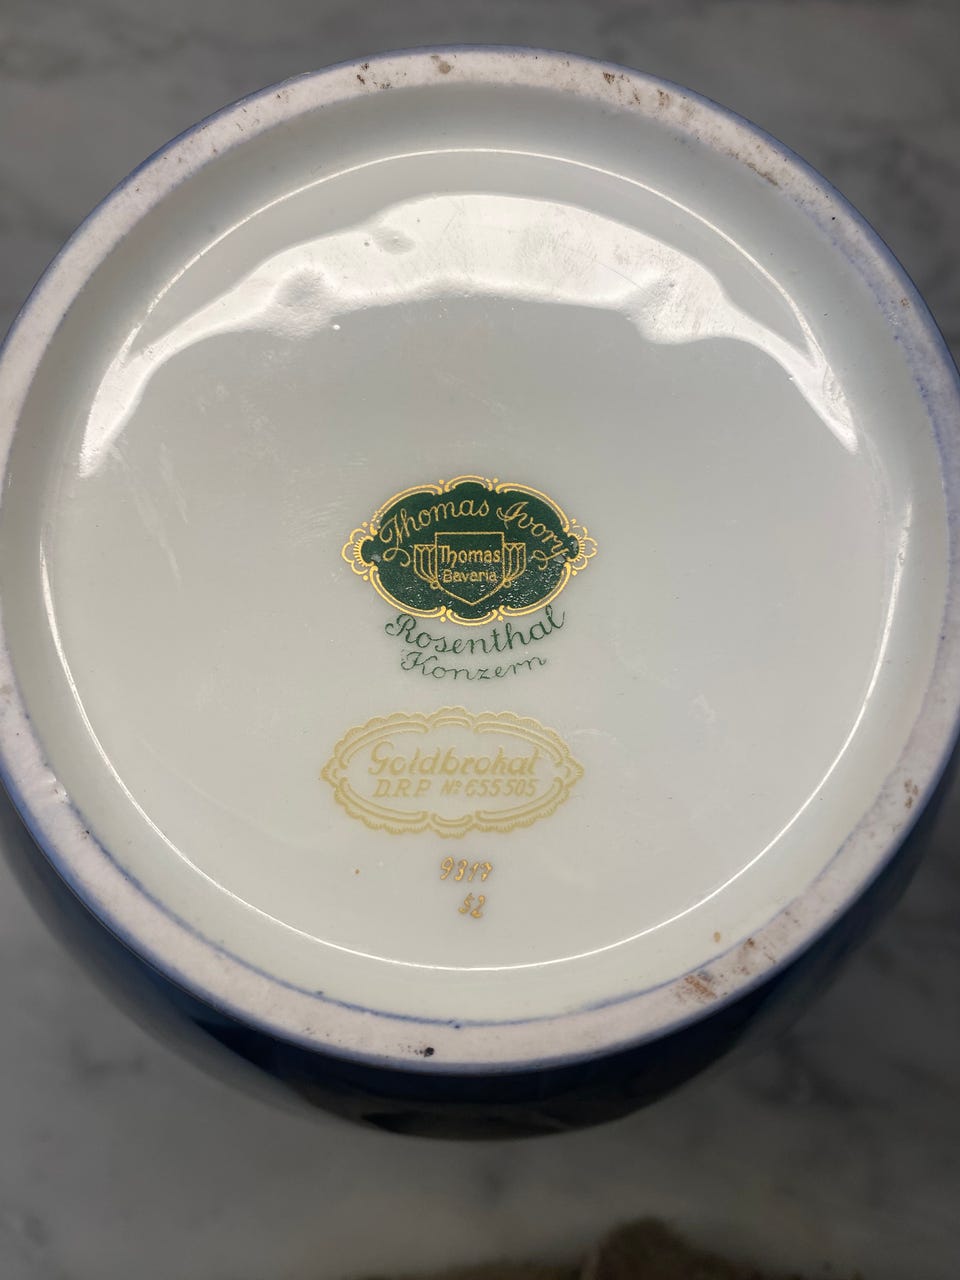 Thomas Ivory
Thomas
Bavaria
Rosenthal
Konzern
Goldbrokat
D.R.P. Nº 655505
9317
52